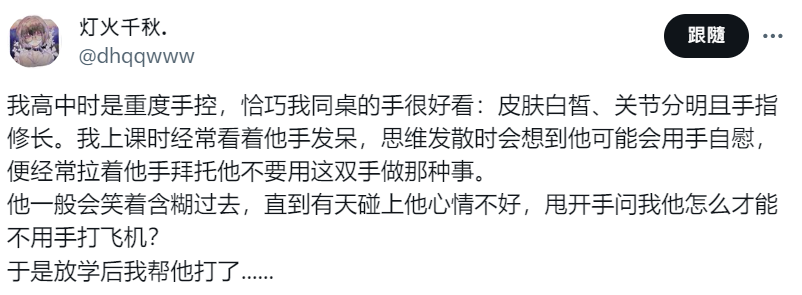 灯火千秋.
@dhqqwww
跟隨
我高中时是重度手控，恰巧我同桌的手很好看：皮肤白皙、关节分明且手指
修长。我上课时经常看着他手发呆，思维发散时会想到他可能会用手自慰，
便经常拉着他手拜托他不要用这双手做那种事。
他一般会笑着含糊过去，直到有天碰上他心情不好，甩开手问我他怎么才能
不用手打飞机？
于是放学后我帮他打了......